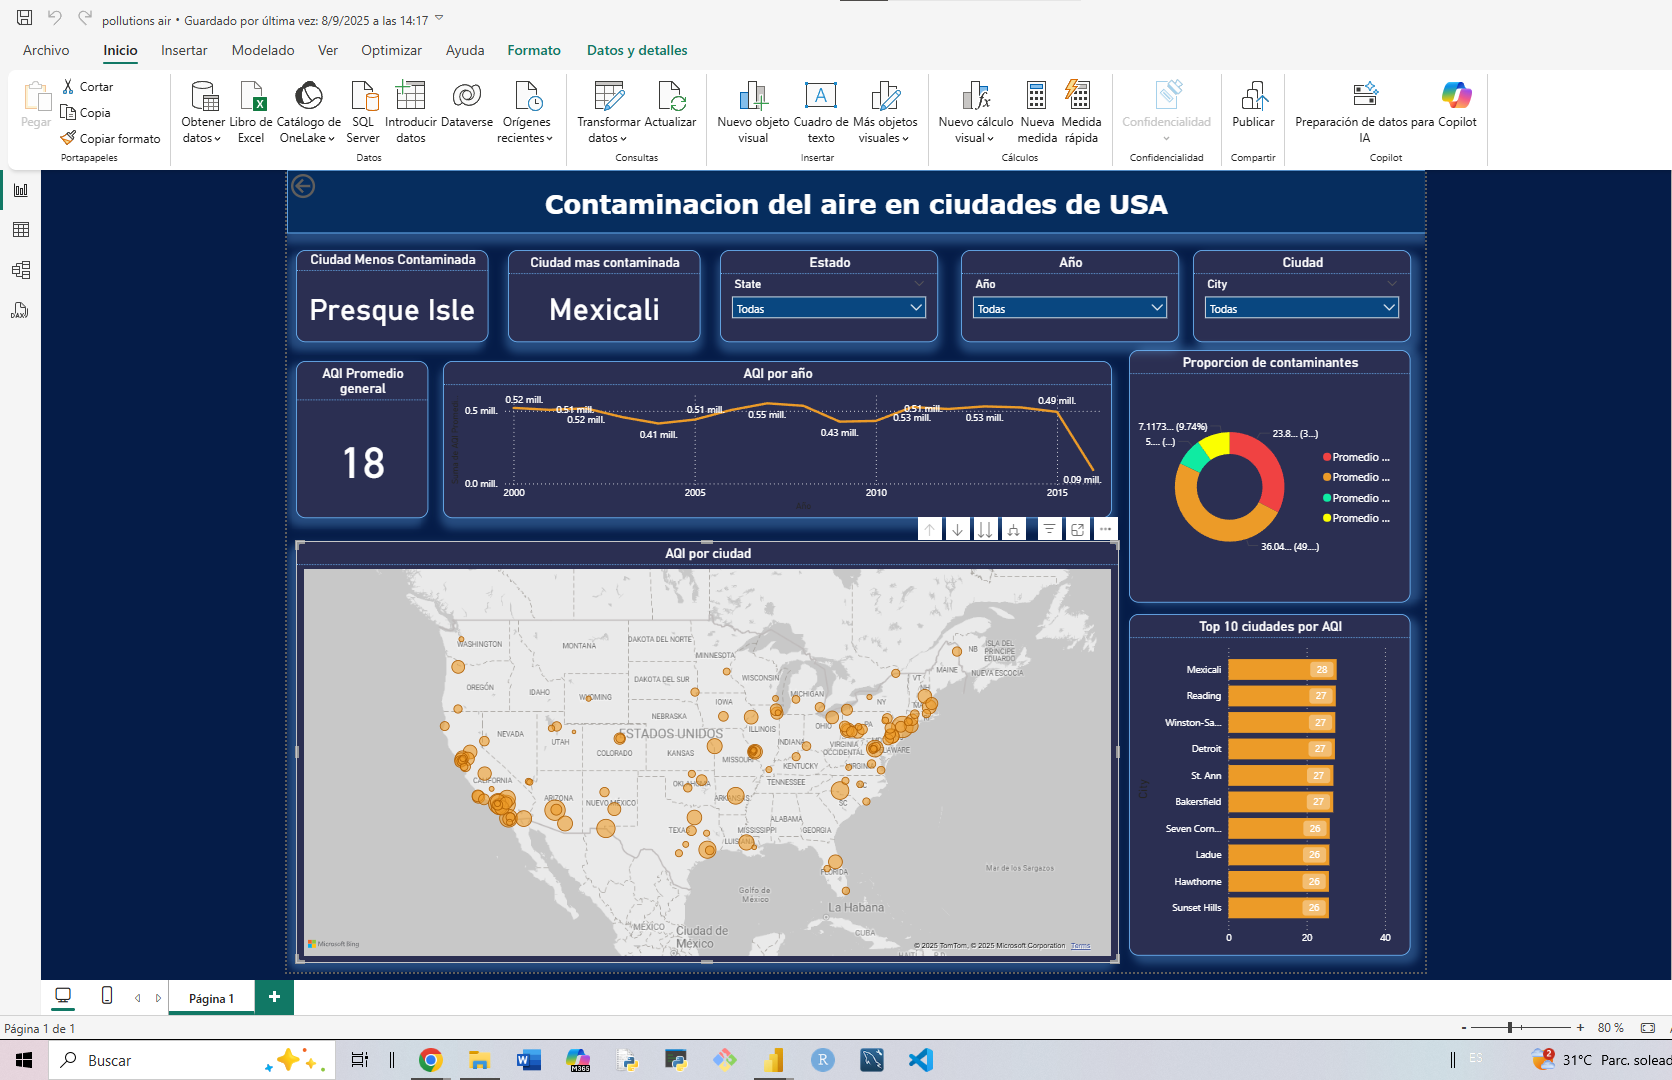 pollutions air • Guardado por última vez: 8/9/2025 a las 14:17
Archivo Inicio Insertar Modelado Ver Optimizar Ayuda Formato Datos y detalles
Pegar
Cortar
Copia
Copiar formato
Portapapeles
Obtener datos
Libro de Excel
Catálogo de OneLake
SQL Server
Introducir datos
Dataverse
Orígenes recientes
Datos
Transformar datos
Actualizar
Consultas
Nuevo objeto visual
Cuadro de texto
Más objetos visuales
Insertar
Nuevo cálculo visual
Nueva medida
Medida rápida
Cálculos
Confidencialidad
Confidencialidad
Publicar
Compartir
Preparación de datos para IA
Copilot
Copilot
DAX
Contaminacion del aire en ciudades de USA
Ciudad Menos Contaminada
Presque Isle
Ciudad mas contaminada
Mexicali
Estado
State
Todas
Año
Año
Todas
Ciudad
City
Todas
AQI Promedio general
18
AQI por año
0.5 mill.
0.0 mill.
0.52 mill.
0.51 mill.
0.52 mill.
0.41 mill.
0.51 mill.
0.55 mill.
0.43 mill.
0.51 mill.
0.53 mill.
0.53 mill.
0.49 mill.
0.09 mill.
2000 2005 2010 2015
Año
Proporcion de contaminantes
7.1173... (9.74%)
5.... (...)
23.8... (3...)
36.04... (49....)
Promedio ...
Promedio ...
Promedio ...
Promedio ...
AQI por ciudad
WASHINGTON
MONTANA
DAKOTA DEL NORTE
MINNESOTA
OREGÓN
IDAHO
WYOMING
DAKOTA DEL SUR
WISCONSIN
MICHIGAN
VT
NH
MAINE
NB
ISLA DEL PRÍNCIPE EDUARDO
NUEVA ESCOCIA
NY
MA
RI
IOWA
NEBRASKA
NEVADA
UTAH
ESTADOS UNIDOS
COLORADO
KANSAS
ILLINOIS
INDIANA
OHIO
PA
VIRGINIA OCCIDENTAL
MISSOURI
KENTUCKY
CALIFORNIA
ARIZONA
NUEVO MÉXICO
OKLAHOMA
ARKANSAS
TENNESSEE
SC
TEXAS
MISSISSIPPI
ALABAMA
GEORGIA
FLORIDA
Golfo de México
Mar de los Sargazos
La Habana
CUBA
MÉXICO
Ciudad de México
Microsoft Bing
© 2025 TomTom, © 2025 Microsoft Corporation Terms
Top 10 ciudades por AQI
City
Mexicali 28
Reading 27
Winston-Sa... 27
Detroit 27
St. Ann 27
Bakersfield 27
Seven Corn... 26
Ladue 26
Hawthorne 26
Sunset Hills 26
0 20 40
Página 1
Página 1 de 1
80 %
Buscar
M365
R
2
ES
31°C Parc. solead